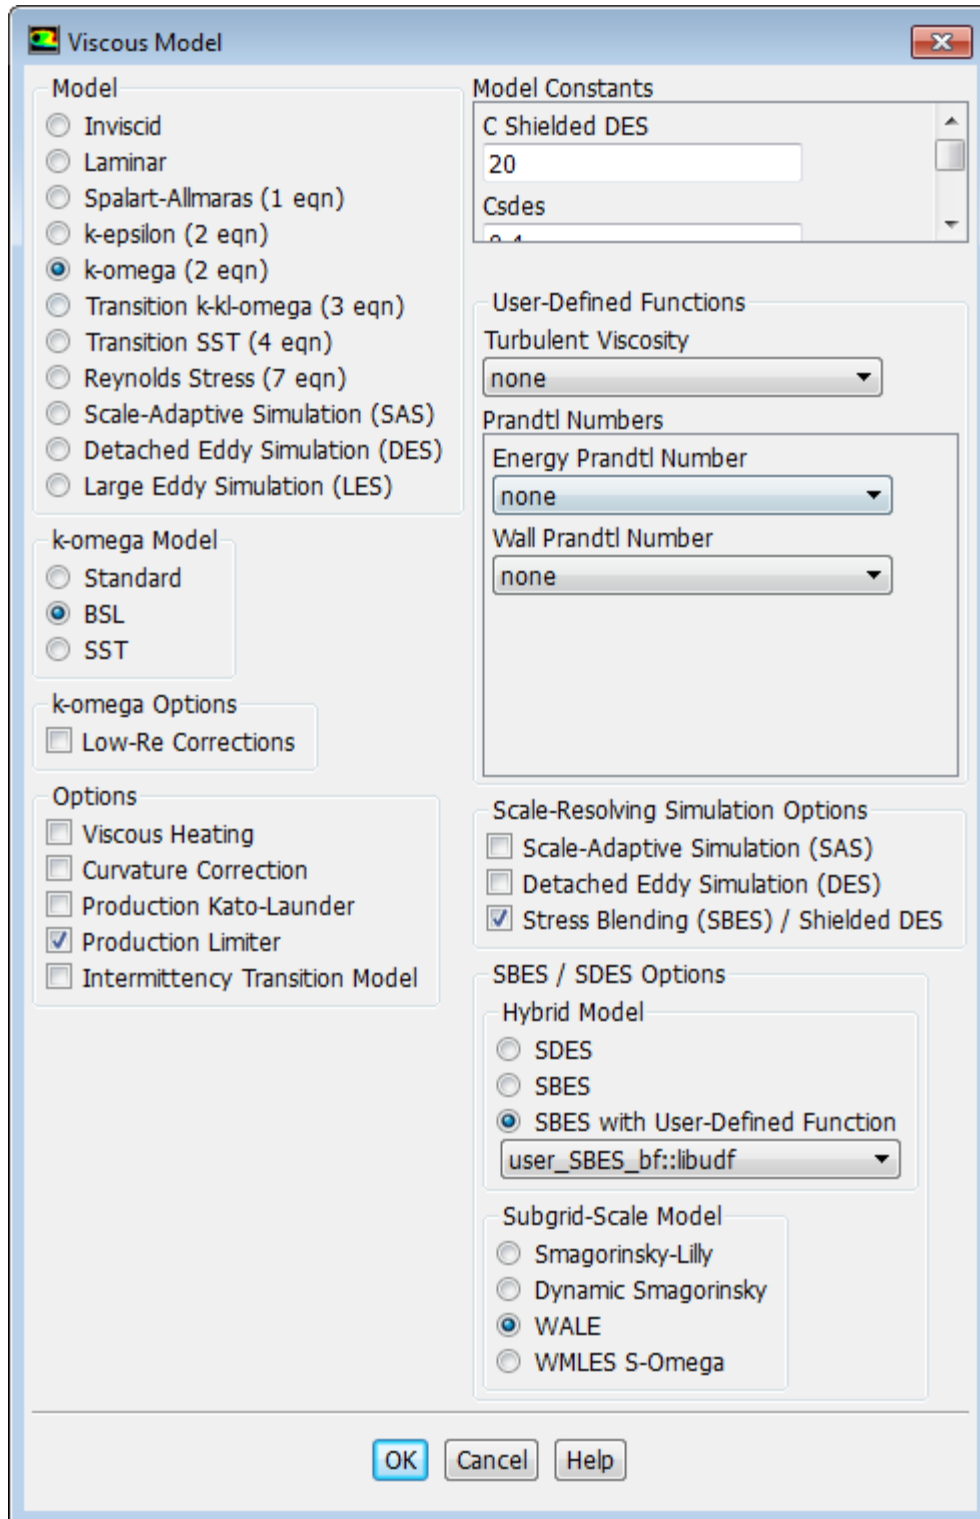 Viscous Model
Model
Inviscid
Laminar
Spalart-Allmaras (1 eqn)
k-epsilon (2 eqn)
k-omega (2 eqn)
Transition k-kl-omega (3 eqn)
Transition SST (4 eqn)
Reynolds Stress (7 eqn)
Scale-Adaptive Simulation (SAS)
Detached Eddy Simulation (DES)
Large Eddy Simulation (LES)
k-omega Model
Standard
BSL
SST
k-omega Options
Low-Re Corrections
Options
Viscous Heating
Curvature Correction
Production Kato-Launder
Production Limiter
Intermittency Transition Model
Model Constants
C Shielded DES
20
Csdes
User-Defined Functions
Turbulent Viscosity
none
Prandtl Numbers
Energy Prandtl Number
none
Wall Prandtl Number
none
Scale-Resolving Simulation Options
Scale-Adaptive Simulation (SAS)
Detached Eddy Simulation (DES)
Stress Blending (SBES) / Shielded DES
SBES / SDES Options
Hybrid Model
SDES
SBES
SBES with User-Defined Function
user_SBES_bf::libudf
Subgrid-Scale Model
Smagorinsky-Lilly
Dynamic Smagorinsky
WALE
WMLES S-Omega
OK
Cancel
Help